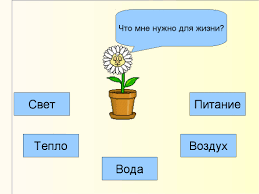 Что мне нужно для жизни?
Свет
Питание
Тепло
Воздух
Вода